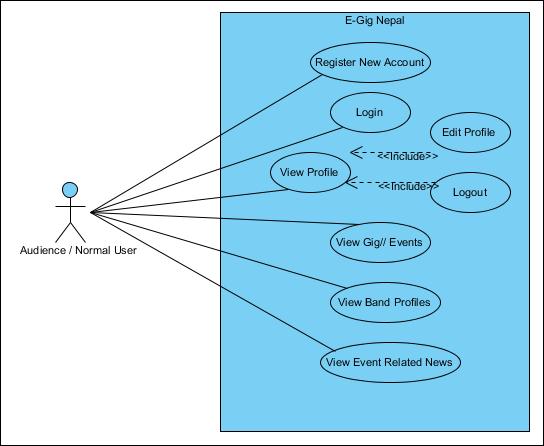 E-Gig Nepal
Register New Account
Login
Edit Profile
<<Include>>
View Profile
<<Include>>
Logout
Audience / Normal User
View Gig// Events
View Band Profiles
View Event Related News